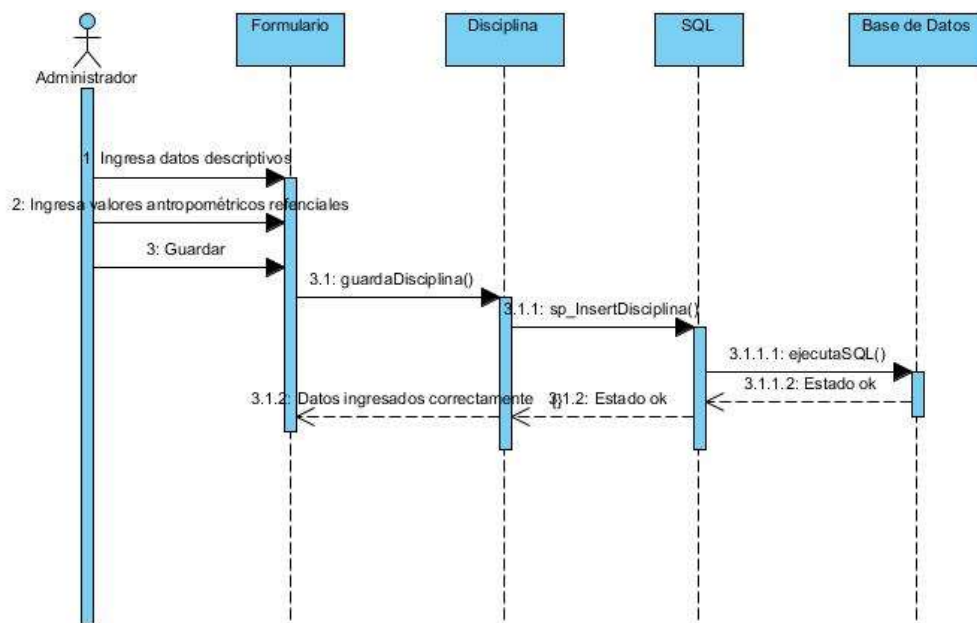 Formulario
Disciplina
SQL
Base de Datos
Administrador
1 Ingresa datos descriptivos
2: Ingresa valores antropométricos refenciales
3: Guardar
3.1: guardaDisciplina()
3.1.1: sp_InsertDisciplina()
3.1.1.1: ejecutaSQL()
3.1.1.2: Estado ok
3.1.2: Datos ingresados correctamente
3.1.2: Estado ok